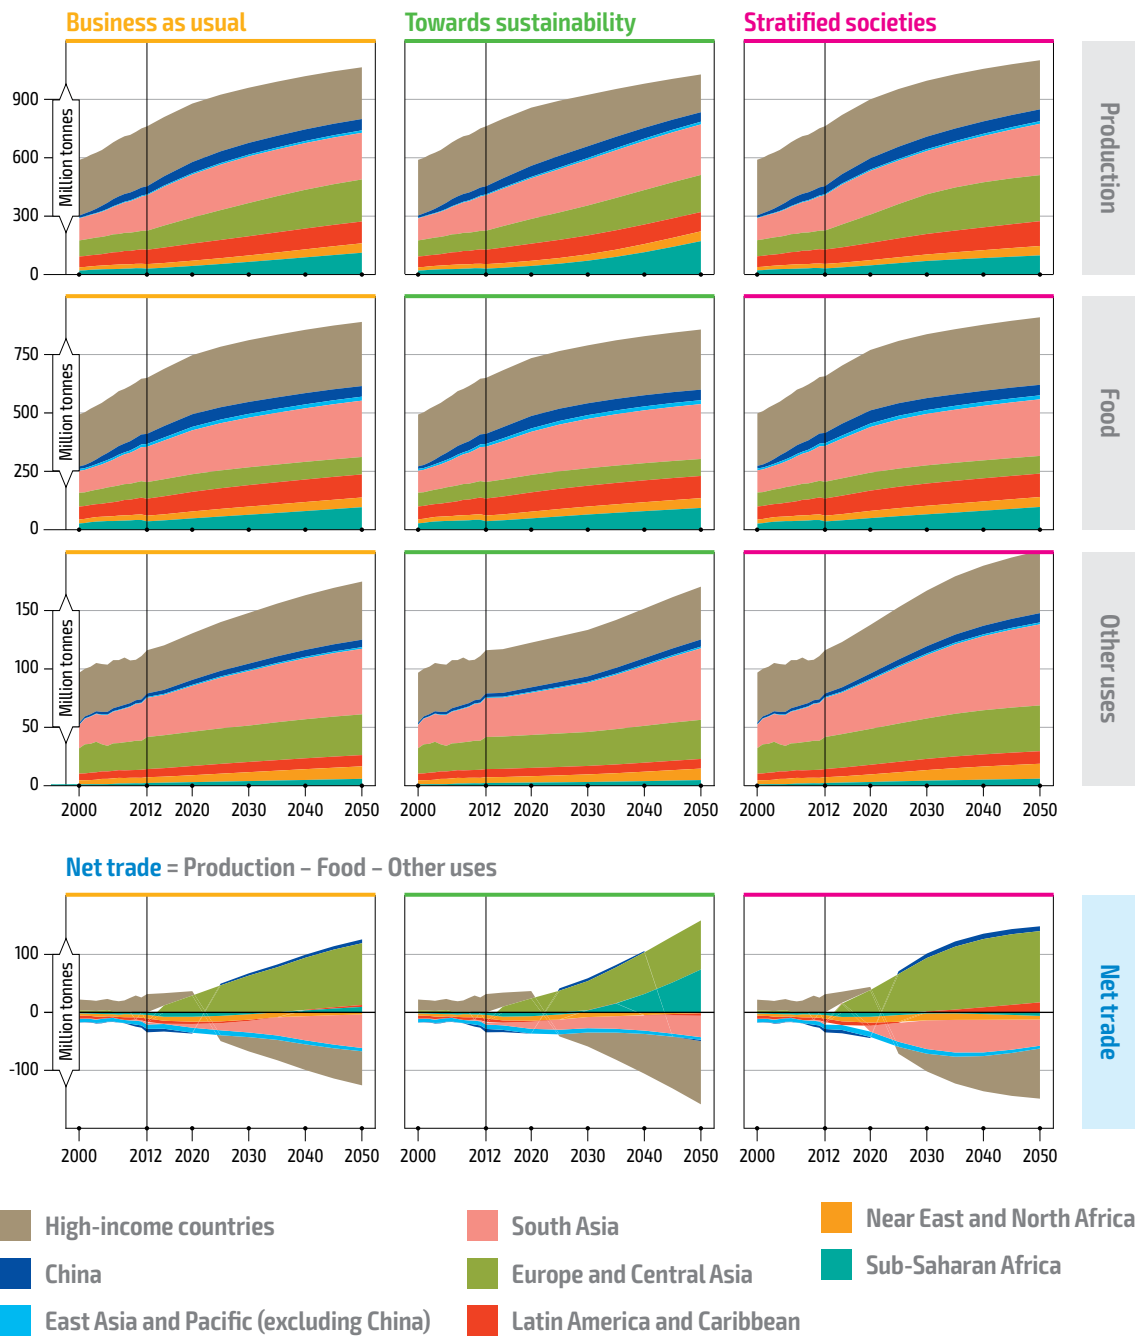 Business as usual
Towards sustainability
Stratified societies
900
600
300
0
Million tonnes
Production
750
500
250
0
Million tonnes
Food
150
100
50
0
Million tonnes
Other uses
2000 2012 2020 2030 2040 2050
2000 2012 2020 2030 2040 2050
2000 2012 2020 2030 2040 2050
Net trade = Production – Food – Other uses
100
0
-100
Million tonnes
Net trade
2000 2012 2020 2030 2040 2050
2000 2012 2020 2030 2040 2050
2000 2012 2020 2030 2040 2050
High-income countries
China
East Asia and Pacific (excluding China)
South Asia
Europe and Central Asia
Latin America and Caribbean
Near East and North Africa
Sub-Saharan Africa